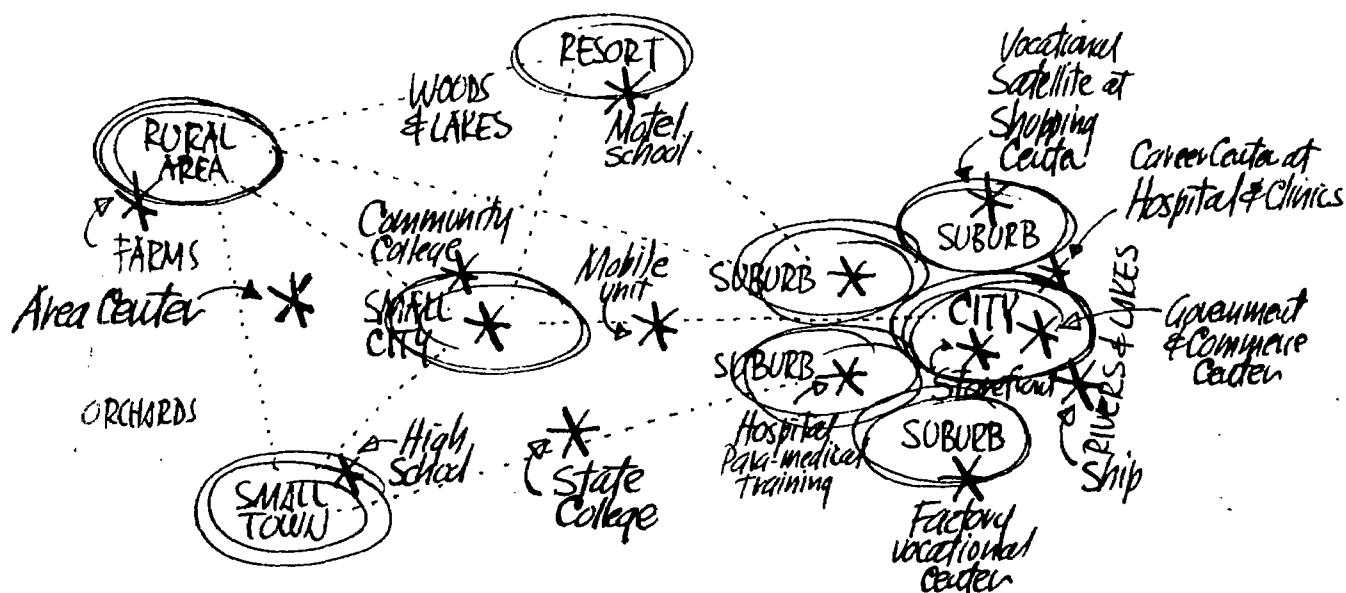 RESORT
Motel
School
WOODS
& LAKES
RURAL
AREA
FARMS
Area Center
ORCHARDS
Community
College
SMALL
CITY
Mobile
unit
High
School
SMALL
TOWN
State
College
Vocational
Satellite at
Shopping
Center
Career Center at
Hospital & Clinics
SUBURB
SUBURB
CITY
Storefront
Government
& Commerce
Center
RIVERS & LAKES
SUBURB
Hospital
Para-medical
Training
SUBURB
Ship
Factory
vocational
center